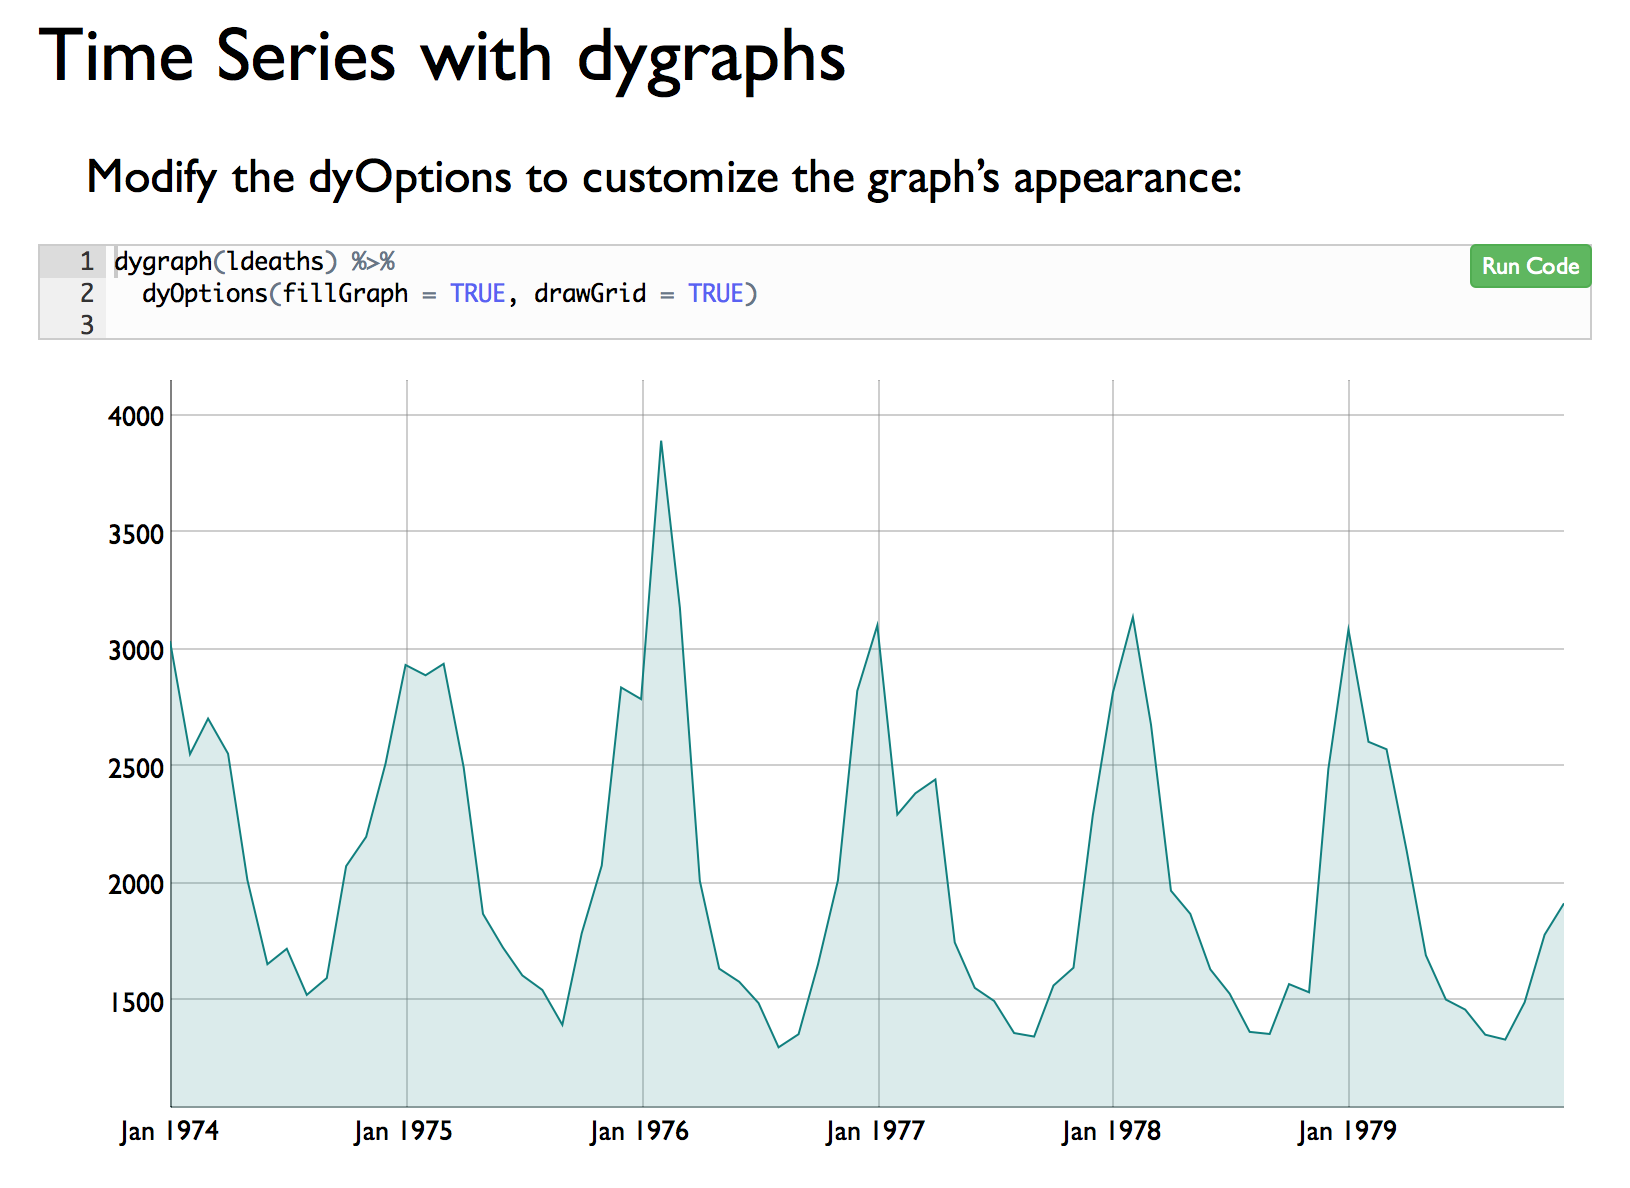 Time Series with dygraphs
Modify the dyOptions to customize the graph’s appearance:
1 dygraph(ldeaths) %>%
Run Code
2   dyOptions(fillGraph = TRUE, drawGrid = TRUE)
3
4000
3500
3000
2500
2000
1500
Jan 1974 Jan 1975 Jan 1976 Jan 1977 Jan 1978 Jan 1979